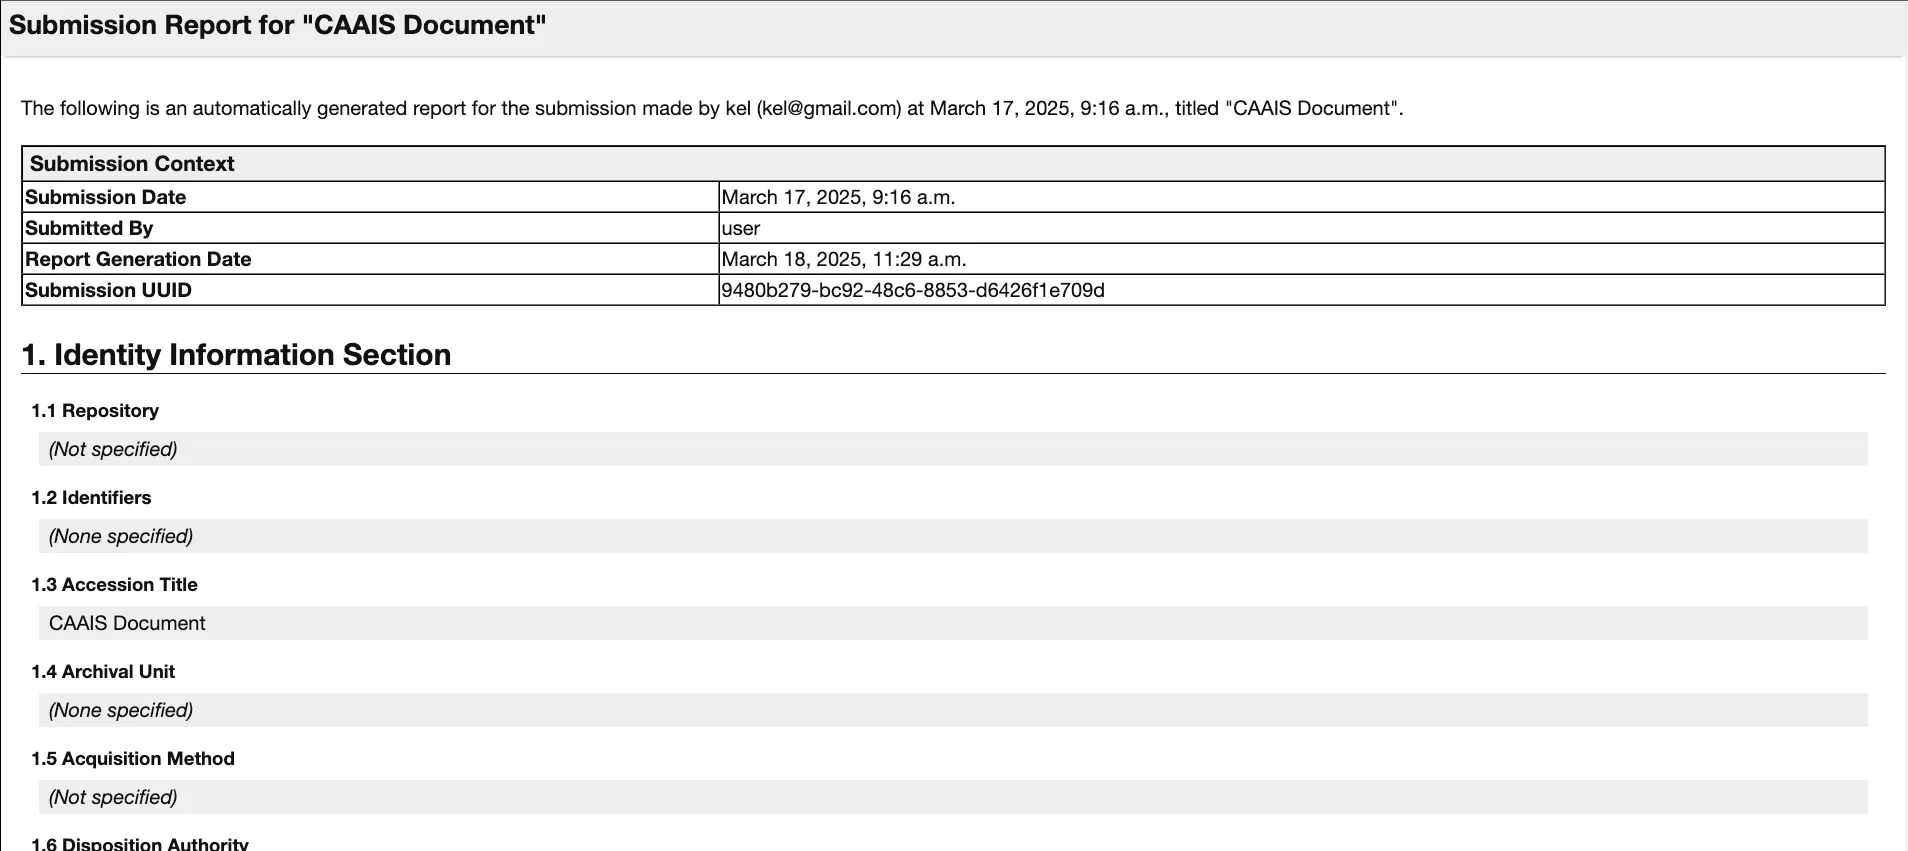 Submission Report for "CAAIS Document"
The following is an automatically generated report for the submission made by kel (kel@gmail.com) at March 17, 2025, 9:16 a.m., titled "CAAIS Document".
Submission Context
Submission Date March 17, 2025, 9:16 a.m.
Submitted By user
Report Generation Date March 18, 2025, 11:29 a.m.
Submission UUID 9480b279-bc92-48c6-8853-d6426f1e709d
1. Identity Information Section
1.1 Repository
(Not specified)
1.2 Identifiers
(None specified)
1.3 Accession Title
CAAIS Document
1.4 Archival Unit
(None specified)
1.5 Acquisition Method
(Not specified)
1.6 Disposition Authority